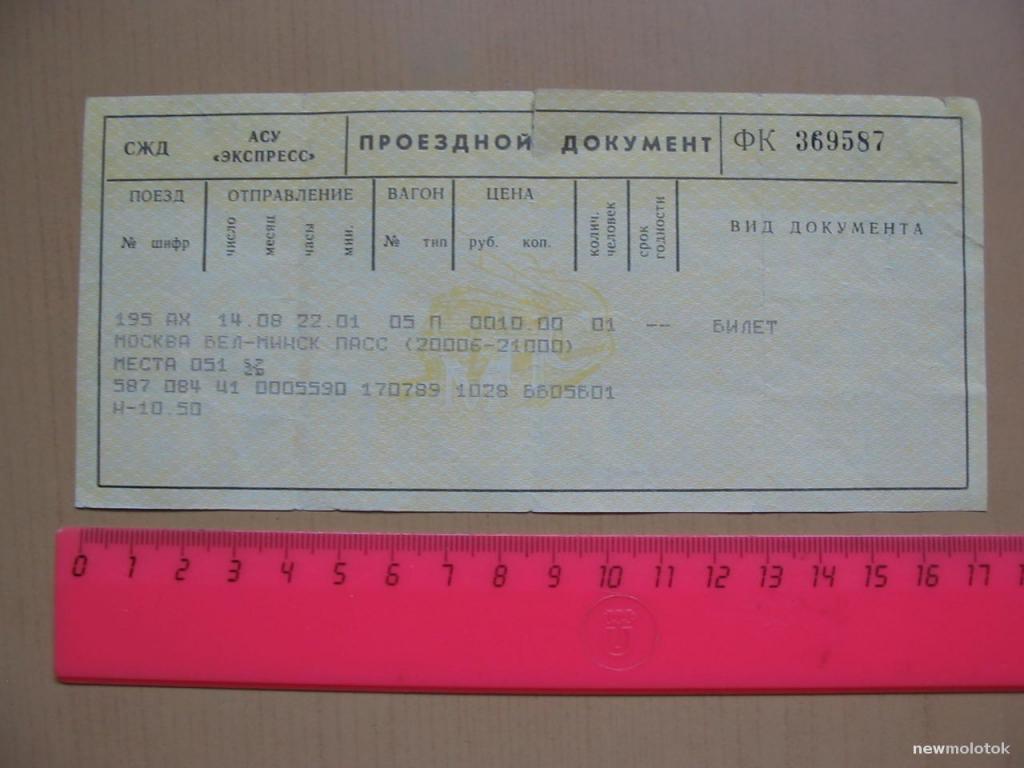 СЖД АСУ «ЭКСПРЕСС» ПРОЕЗДНОЙ ДОКУМЕНТ ФК 369587
ПОЕЗД ОТПРАВЛЕНИЕ ВАГОН ЦЕНА колич. человек срок годности ВИД ДОКУМЕНТА
№ шифр число месяц часы мин. № тип руб. коп.
195 АХ 14.08 22.01 05 П 0010.00 01 -- БИЛЕТ
МОСКВА БЕЛ-МИНСК ПАСС (20006-21000)
МЕСТА 051
587 084 41 0005590 170789 1028 6605601
Н-10.50
0 1 2 3 4 5 6 7 8 9 10 11 12 13 14 15 16 17
newmolotok